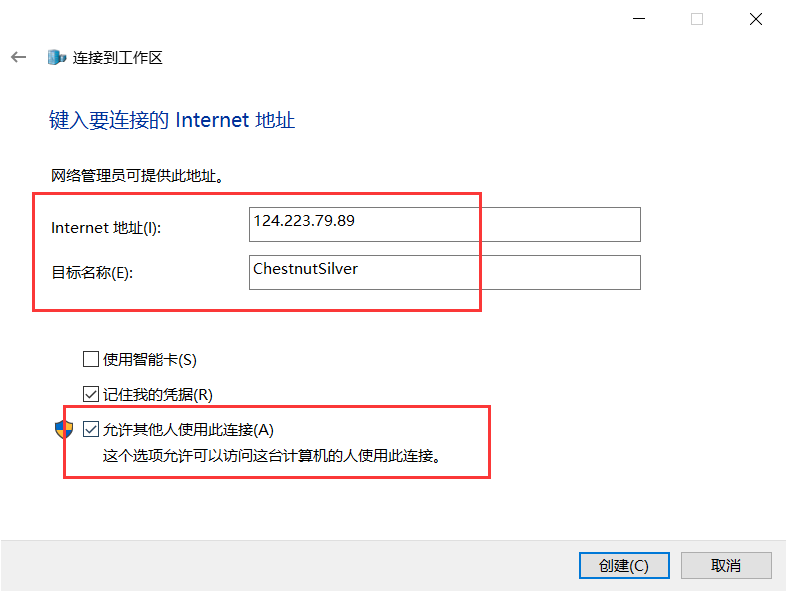 连接到工作区
键入要连接的 Internet 地址
网络管理员可提供此地址。
Internet 地址(I): 124.223.79.89
目标名称(E): ChestnutSilver
使用智能卡(S)
记住我的凭据(R)
允许其他人使用此连接(A)
这个选项允许可以访问这台计算机的人使用此连接。
创建(C) 取消